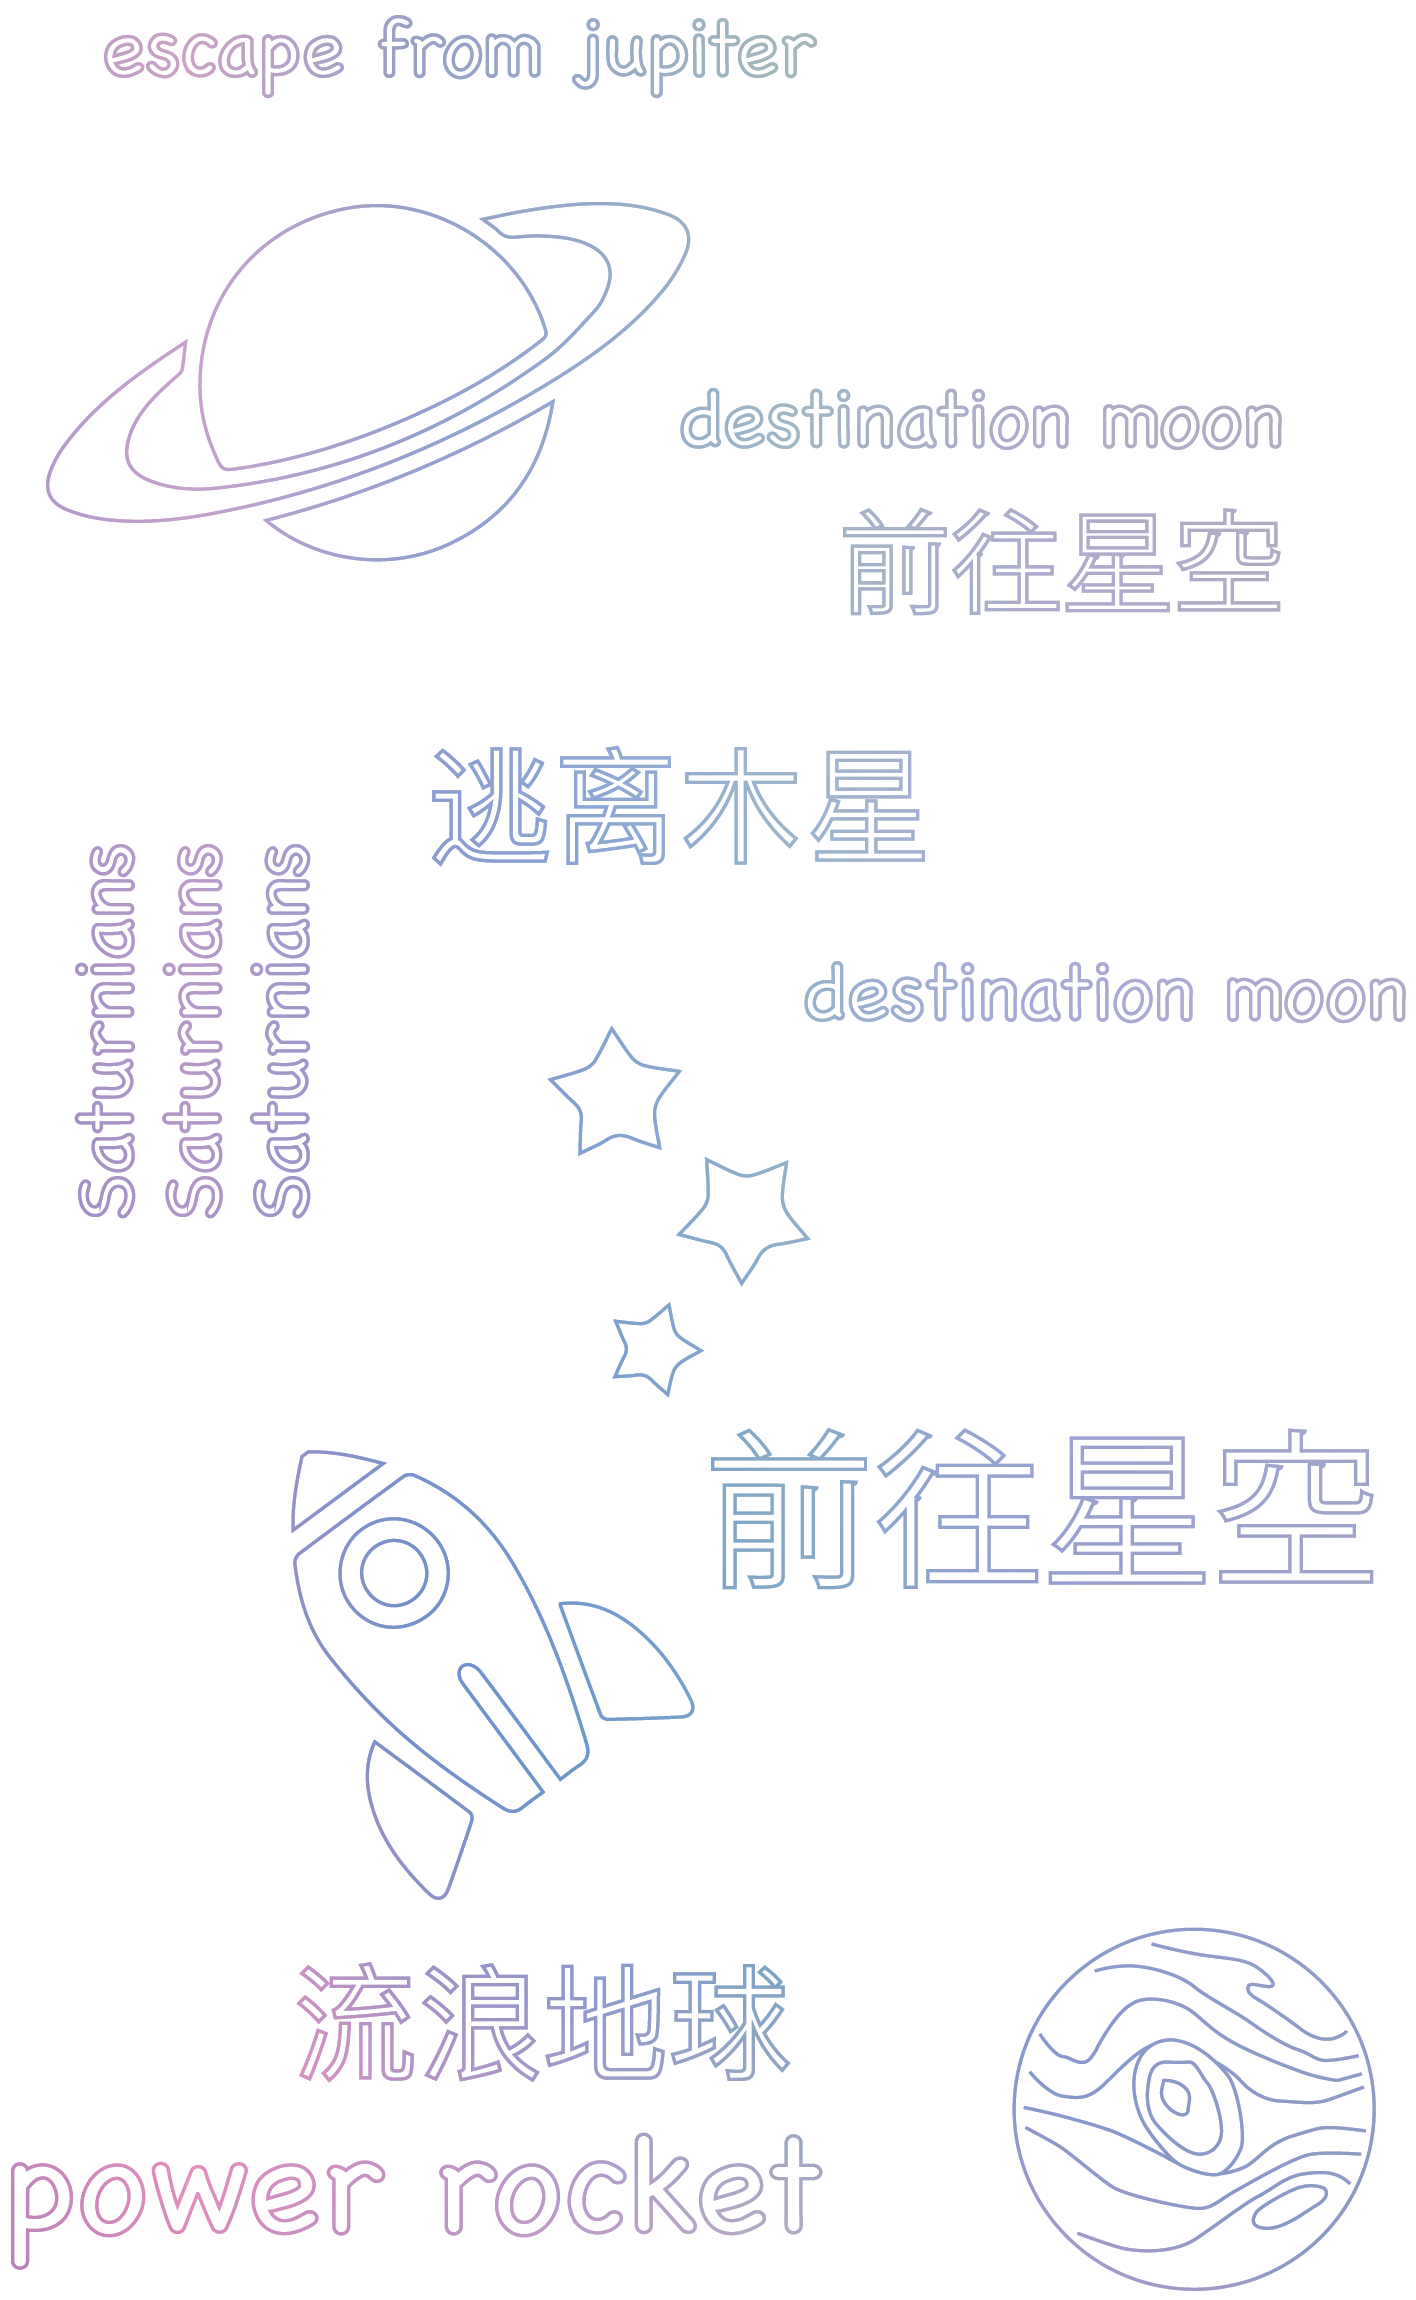 escape from jupiter
destination moon
前往星空
逃离木星
Saturnians
Saturnians
Saturnians
destination moon
前往星空
流浪地球
power rocket